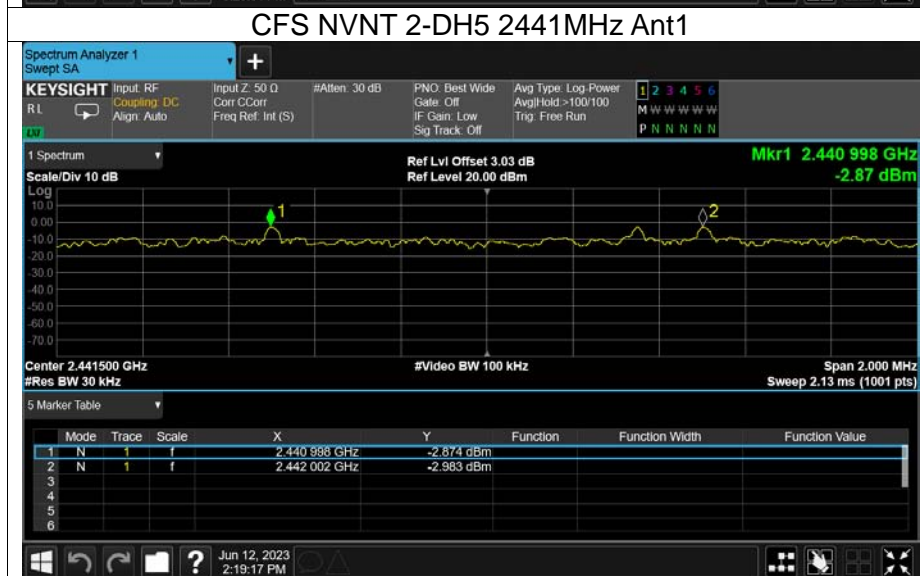 CFS NVNT 2-DH5 2441MHz Ant1
Spectrum Analyzer 1
Swept SA
+
KEYSIGHT
RL
LXI
Input: RF
Coupling: DC
Align: Auto
Input Z: 50 Ω
Corr CCorr
Freq Ref: Int (S)
#Atten: 30 dB
PNO: Best Wide
Gate: Off
IF Gain: Low
Sig Track: Off
Avg Type: Log-Power
Avg|Hold:>100/100
Trig: Free Run
1 2 3 4 5 6
M W W W W W
P N N N N N
1 Spectrum
Scale/Div 10 dB
Ref Lvl Offset 3.03 dB
Ref Level 20.00 dBm
Mkr1 2.440 998 GHz
-2.87 dBm
Log
10.0
0.00
-10.0
-20.0
-30.0
-40.0
-50.0
-60.0
-70.0
1
2
Center 2.441500 GHz
#Res BW 30 kHz
#Video BW 100 kHz
Span 2.000 MHz
Sweep 2.13 ms (1001 pts)
5 Marker Table
Mode Trace Scale X Y Function Function Width Function Value
1 N 1 f 2.440 998 GHz -2.874 dBm
2 N 1 f 2.442 002 GHz -2.983 dBm
3
4
5
6
?
Jun 12, 2023
2:19:17 PM